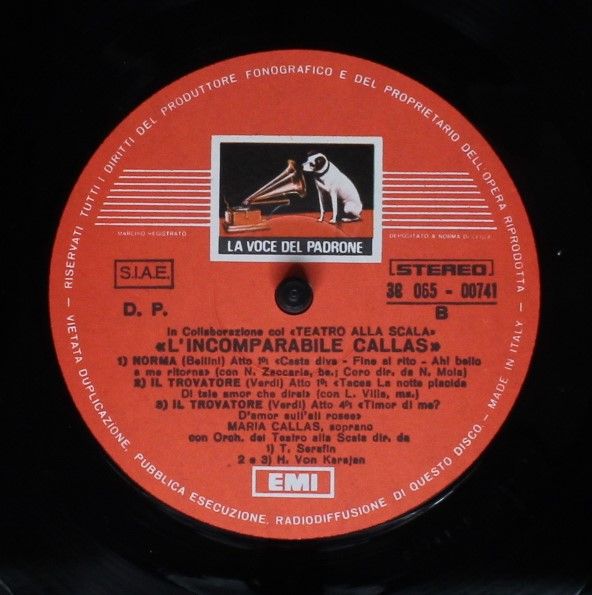 RISERVATI TUTTI I DIRITTI DEL PRODUTTORE FONOGRAFICO E DEL PROPRIETARIO DELL'OPERA RIPRODOTTA -
MARCHIO REGISTRATO
LA VOCE DEL PADRONE
DEPOSITATO A NORMA DI LEGGE
S.I.A.E.
STEREO
3C 065 - 00741
D. P.
B
In Collaborazione col «TEATRO ALLA SCALA»
«L'INCOMPARABILE CALLAS»
1) NORMA (Bellini) Atto 1º: «Casta diva - Fine al rito - Ah! bello
a me ritorna» (con N. Zaccaria, bs.; Coro dir. da N. Mola)
2) IL TROVATORE (Verdi) Atto 1º: «Tacea La notte placida
Di tale amor che dirsi» (con L. Villa, ms.)
3) IL TROVATORE (Verdi) Atto 4º: «Timor di me?
D'amor sull'ali rosee»
MARIA CALLAS, soprano
con Orch. del Teatro alla Scala dir. da
1) T. Serafin
2 e 3) H. Von Karajan
EMI
VIETATA DUPLICAZIONE, PUBBLICA ESECUZIONE, RADIODIFFUSIONE DI QUESTO DISCO - MADE IN ITALY -